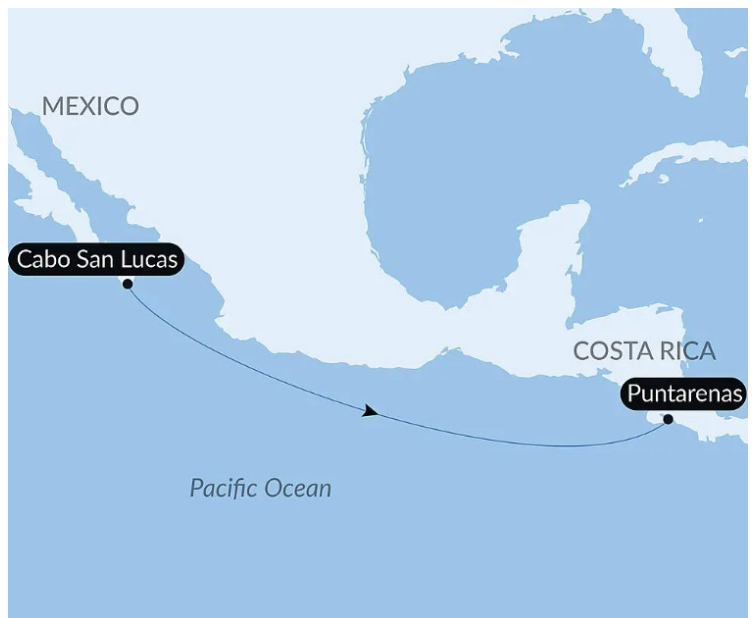 MEXICO
Cabo San Lucas
COSTA RICA
Puntarenas
Pacific Ocean